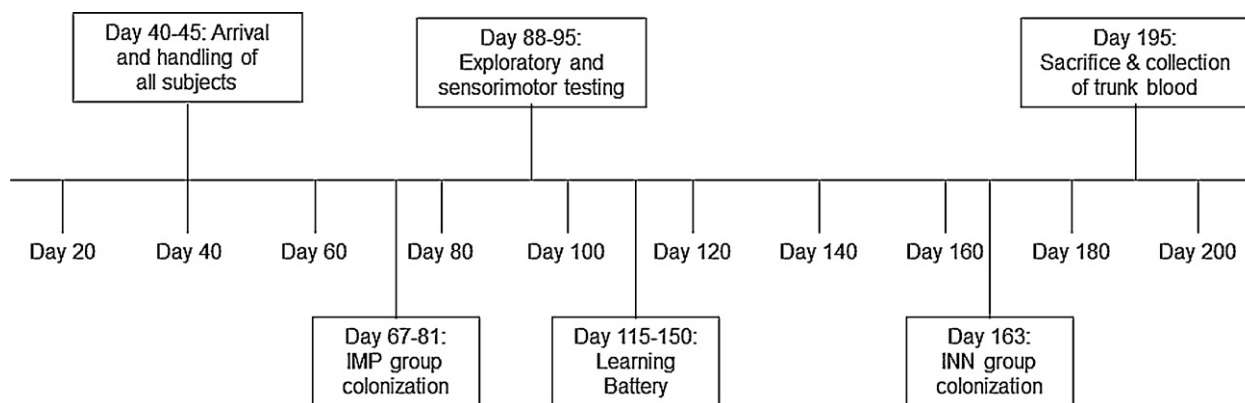 Day 40-45: Arrival
and handling of
all subjects
Day 88-95:
Exploratory and
sensorimotor testing
Day 195:
Sacrifice & collection
of trunk blood
Day 20
Day 40
Day 60
Day 80
Day 100
Day 120
Day 140
Day 160
Day 180
Day 200
Day 67-81:
IMP group
colonization
Day 115-150:
Learning
Battery
Day 163:
INN group
colonization